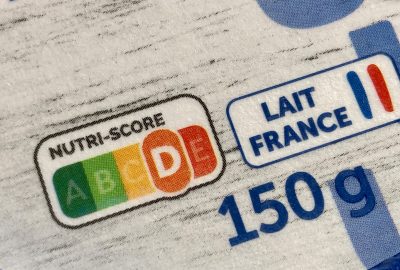 NUTRI-SCORE
A B C D E
LAIT
FRANCE
150 g